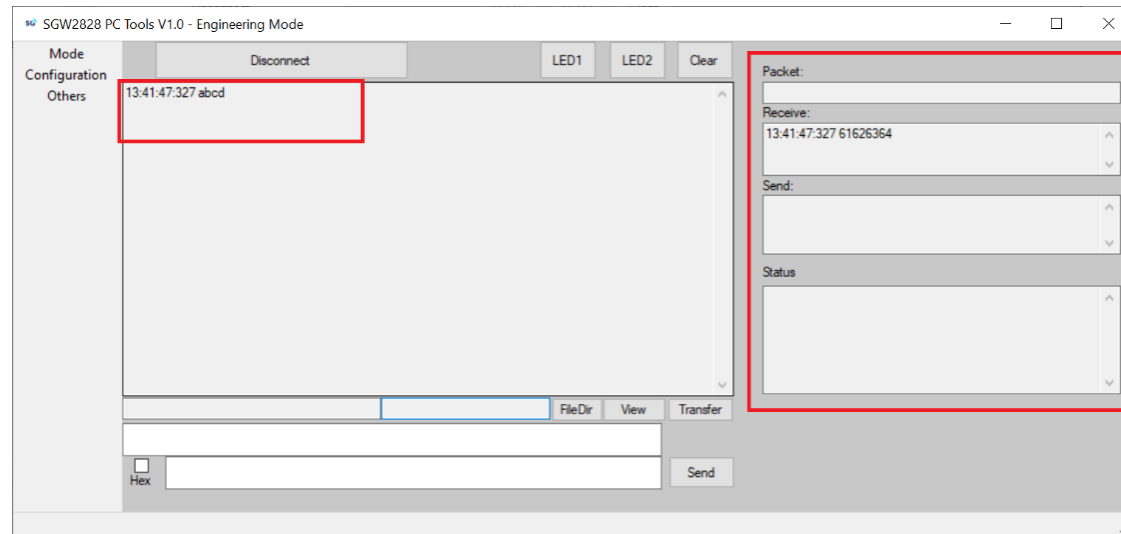 SG SGW2828 PC Tools V1.0 - Engineering Mode
Mode
Configuration
Others
Disconnect
LED1
LED2
Clear
13:41:47:327 abcd
FileDir
View
Transfer
Hex
Send
Packet:
Receive:
13:41:47:327 61626364
Send:
Status